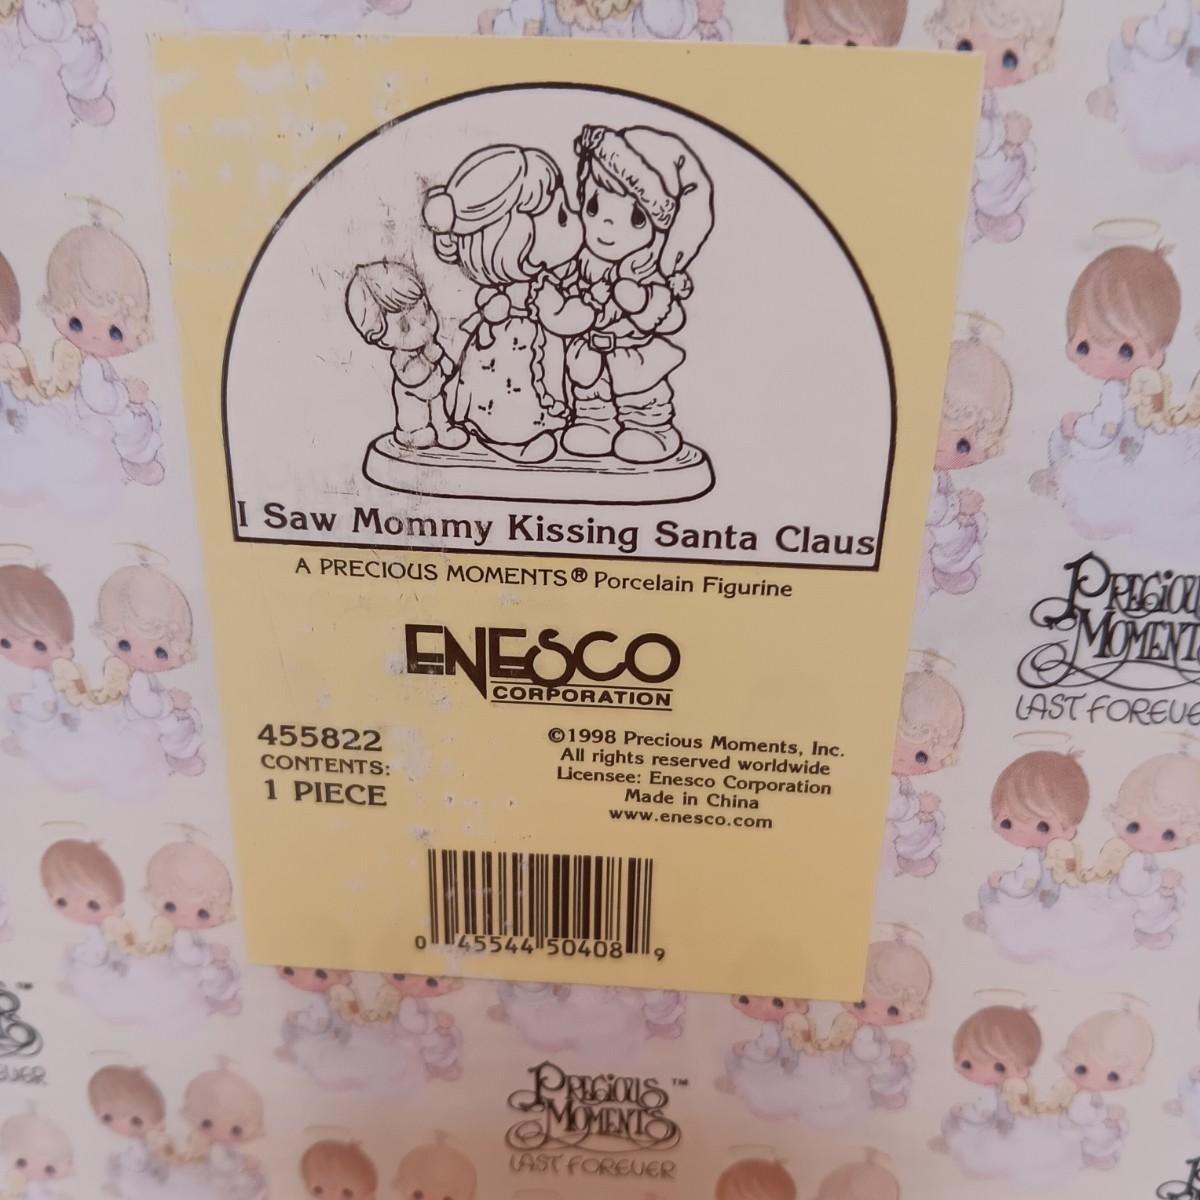 I Saw Mommy Kissing Santa Claus
A PRECIOUS MOMENTS® Porcelain Figurine
ENESCO
CORPORATION
455822
CONTENTS:
1 PIECE
©1998 Precious Moments, Inc.
All rights reserved worldwide
Licensee: Enesco Corporation
Made in China
www.enesco.com
0 45544 50408 9
PRECIOUS
MOMENTS
LAST FOREVE
PRECIOUS™
MOMENTS
LAST FOREVER